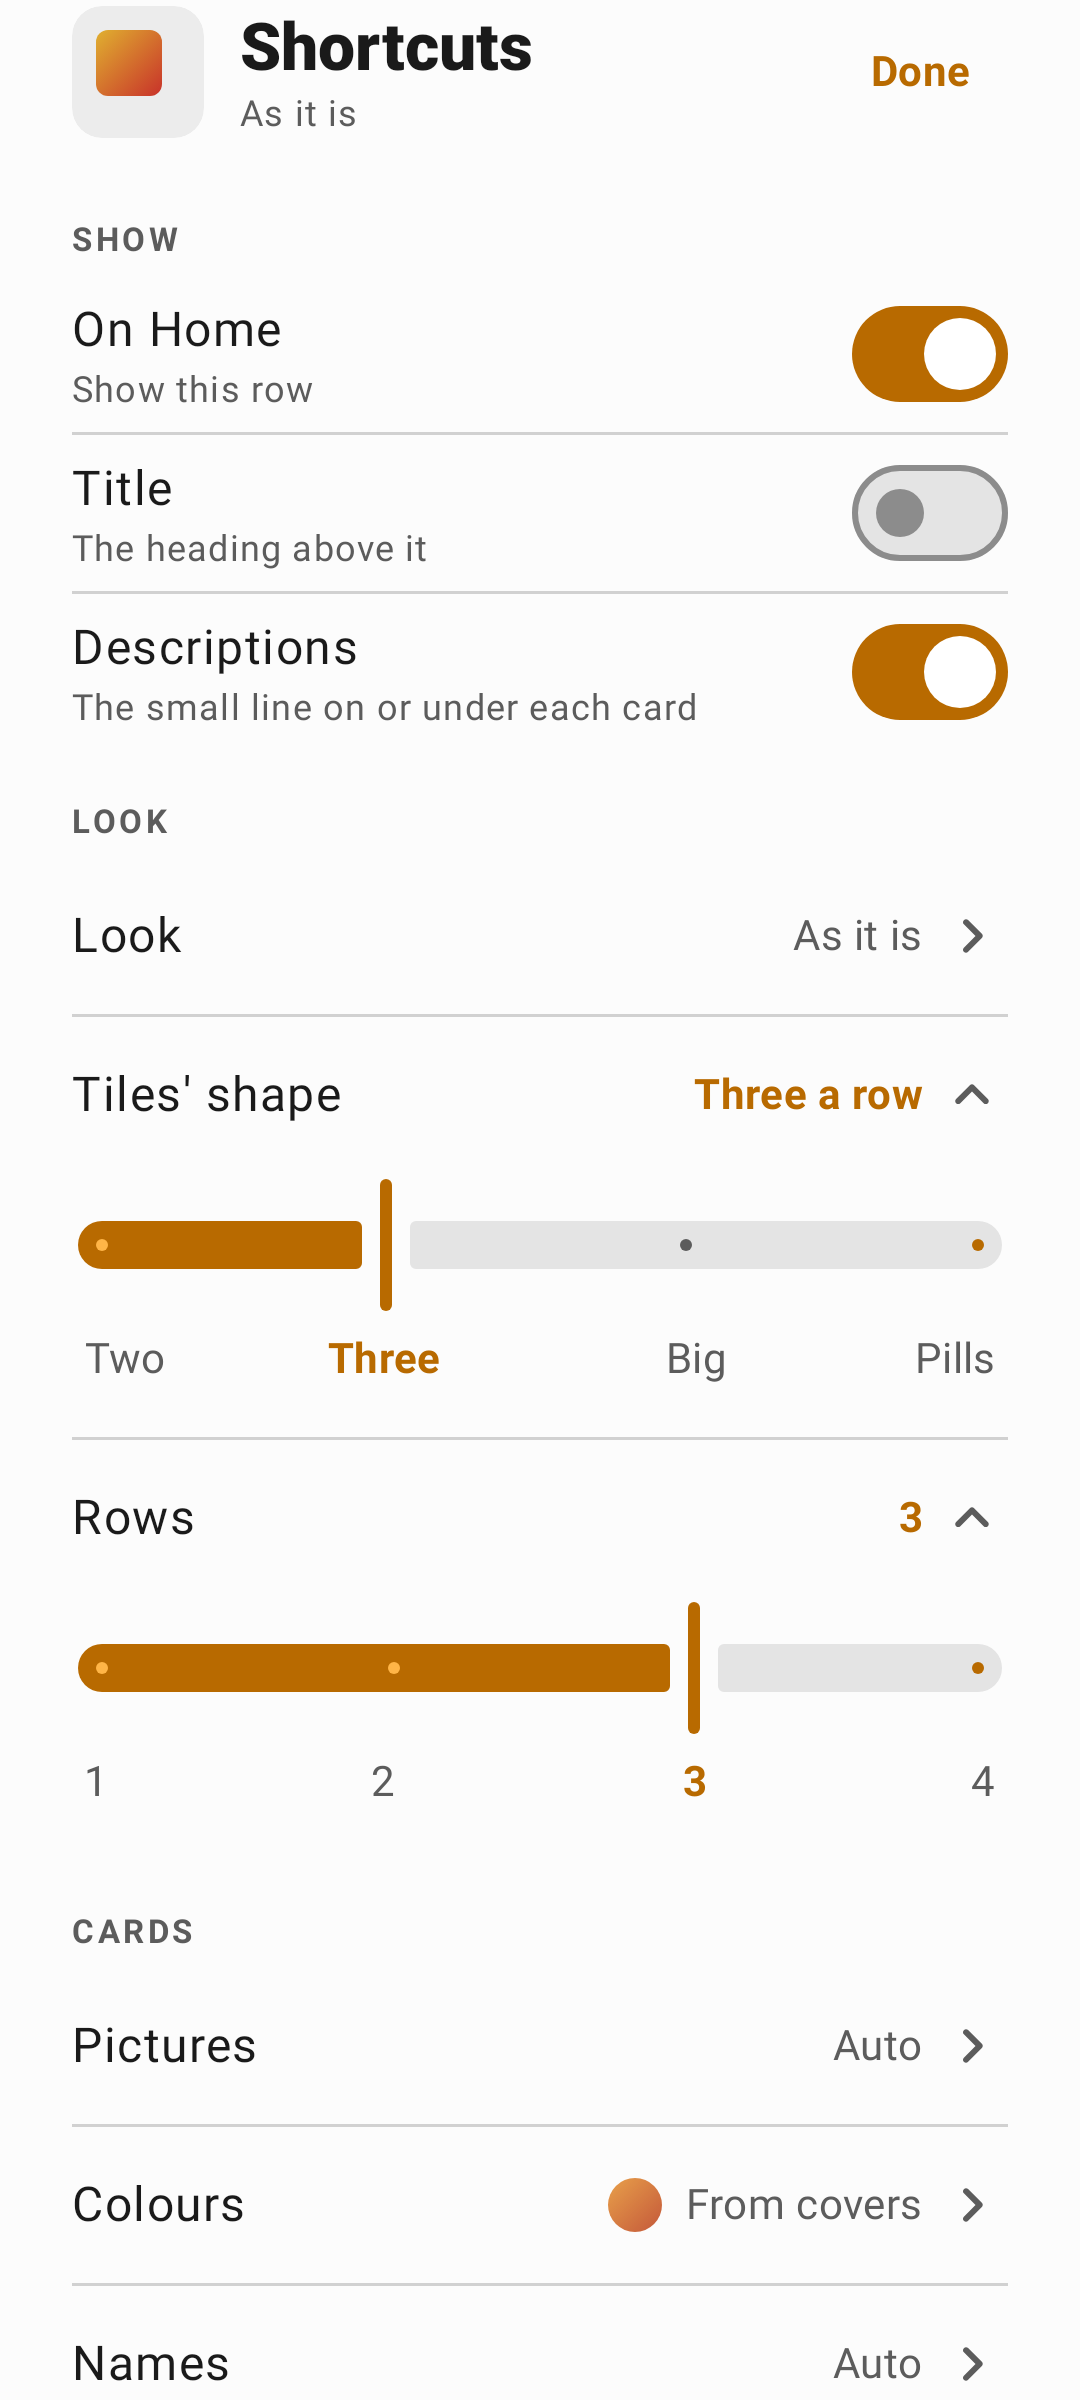 Shortcuts
As it is
Done
SHOW
On Home
Show this row
Title
The heading above it
Descriptions
The small line on or under each card
LOOK
Look As it is
Tiles' shape Three a row
Two Three Big Pills
Rows 3
1 2 3 4
CARDS
Pictures Auto
Colours From covers
Names Auto